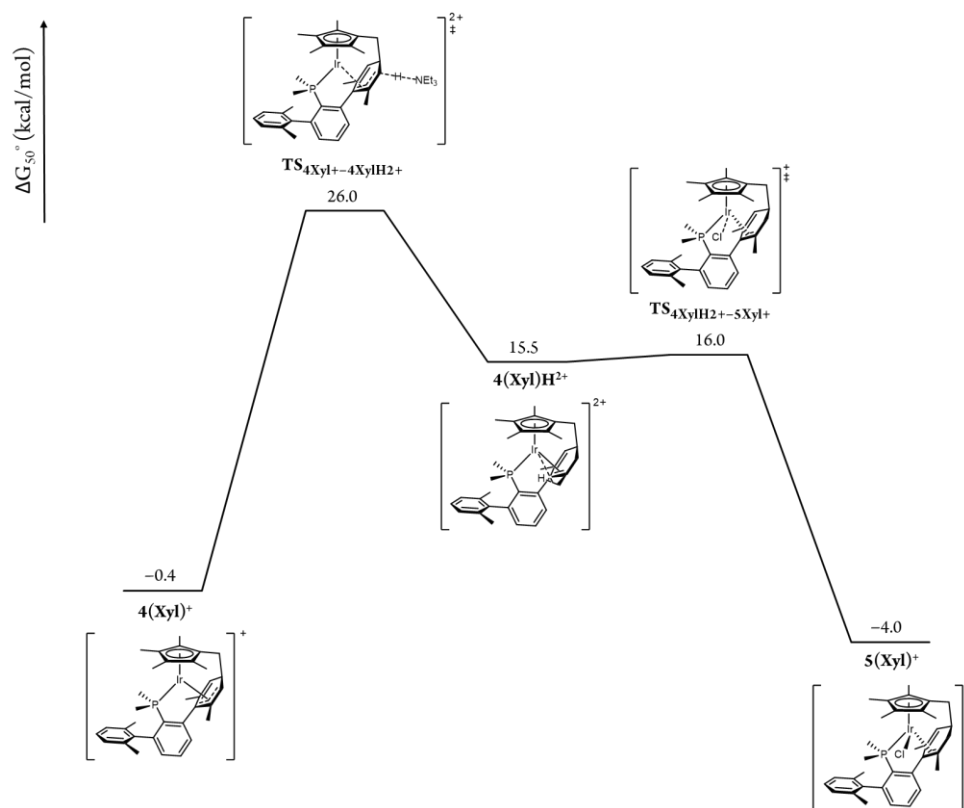 ΔG₅₀° (kcal/mol)
2+
‡
Ir
P
H
NEt₃
TS₄Xyl+−4XylH2+
26.0
+
‡
Ir
Cl
P
TS₄XylH2+−5Xyl+
16.0
15.5
4(Xyl)H²⁺
2+
Ir
P
H
−0.4
4(Xyl)⁺
+
Ir
P
−4.0
5(Xyl)⁺
Ir
Cl
P